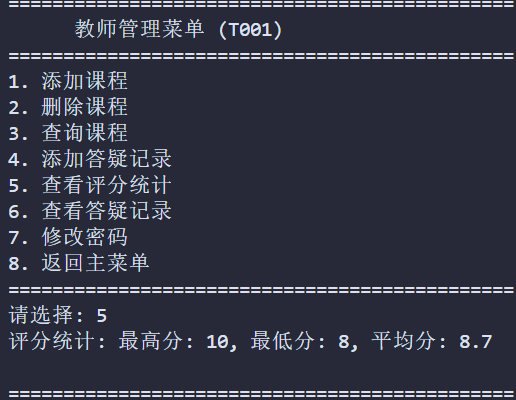 ==============================================
教师管理菜单 (T001)
==============================================
1. 添加课程
2. 删除课程
3. 查询课程
4. 添加答疑记录
5. 查看评分统计
6. 查看答疑记录
7. 修改密码
8. 返回主菜单
==============================================
请选择: 5
评分统计: 最高分: 10, 最低分: 8, 平均分: 8.7
==============================================